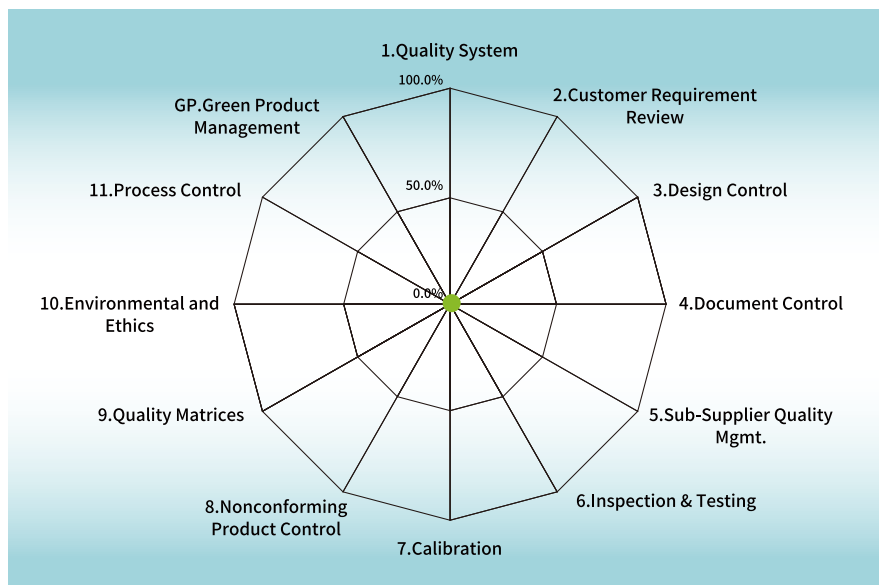 1.Quality System
100.0%
2.Customer Requirement
Review
GP.Green Product
Management
50.0%
3.Design Control
11.Process Control
0.0%
4.Document Control
10.Environmental and
Ethics
5.Sub-Supplier Quality
Mgmt.
9.Quality Matrices
6.Inspection & Testing
8.Nonconforming
Product Control
7.Calibration